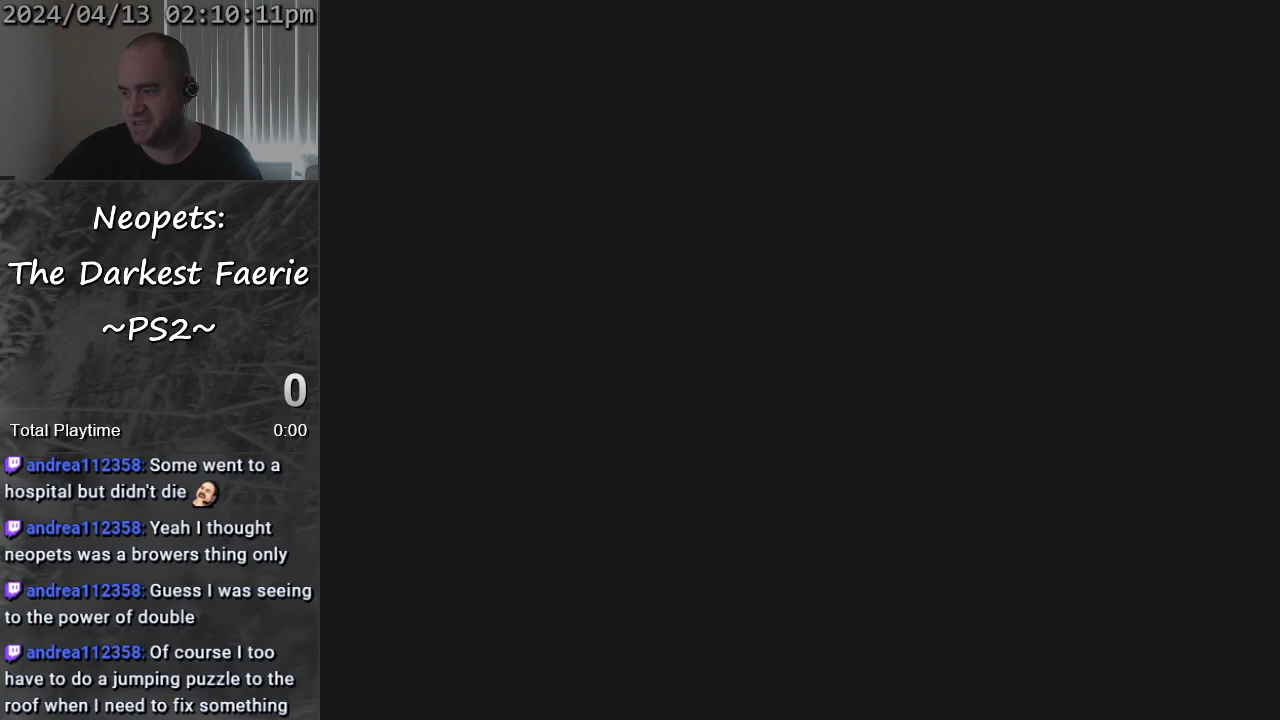 2024/04/13 02:10:11pm
Neopets:
The Darkest Faerie
~PS2~
0
Total Playtime 0:00
andrea112358: Some went to a
hospital but didn't die
andrea112358: Yeah I thought
neopets was a browers thing only
andrea112358: Guess I was seeing
to the power of double
andrea112358: Of course I too
have to do a jumping puzzle to the
roof when I need to fix something